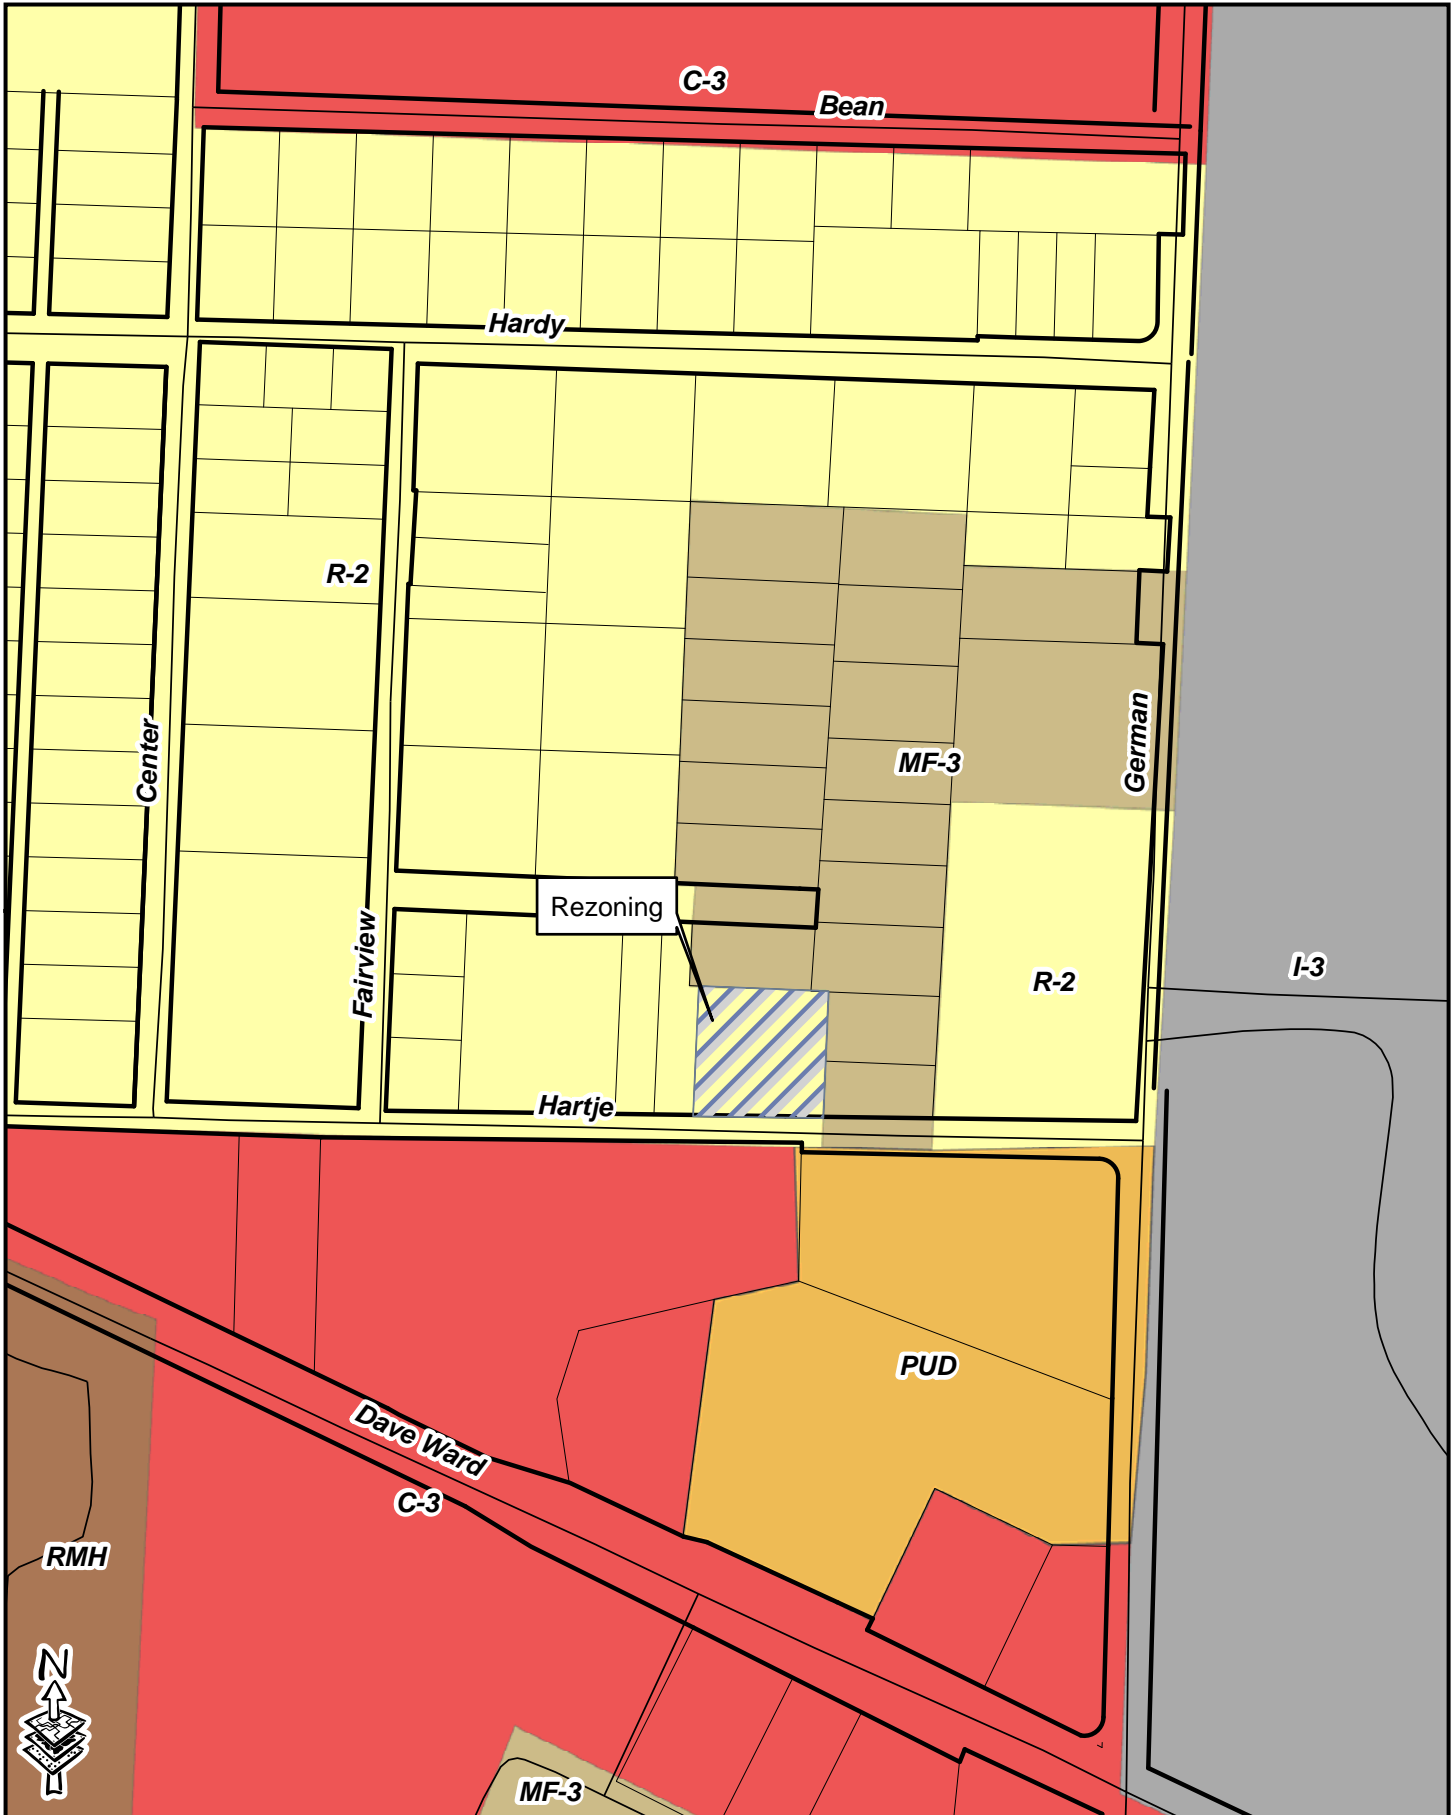 C-3
Bean
Hardy
R-2
Center
MF-3
German
Rezoning
Fairview
R-2
I-3
Hartje
PUD
Dave Ward
C-3
RMH
N
MF-3